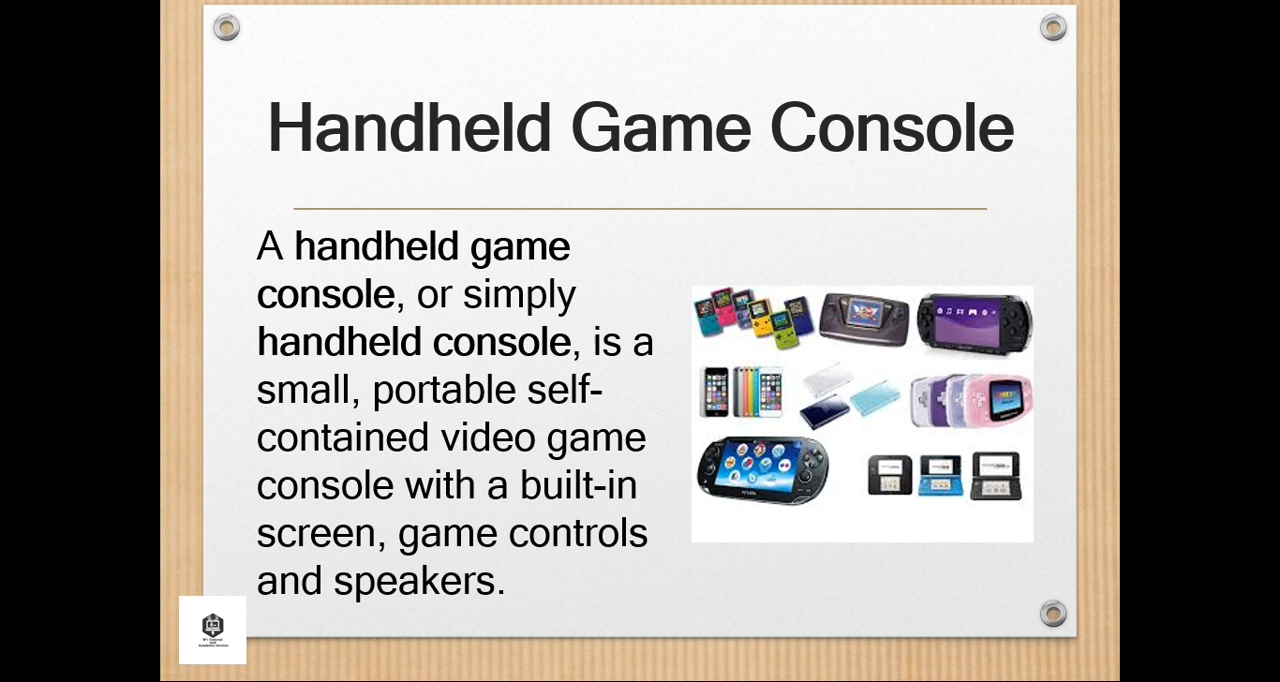 Handheld Game Console
A handheld game
console, or simply
handheld console, is a
small, portable self-
contained video game
console with a built-in
screen, game controls
and speakers.